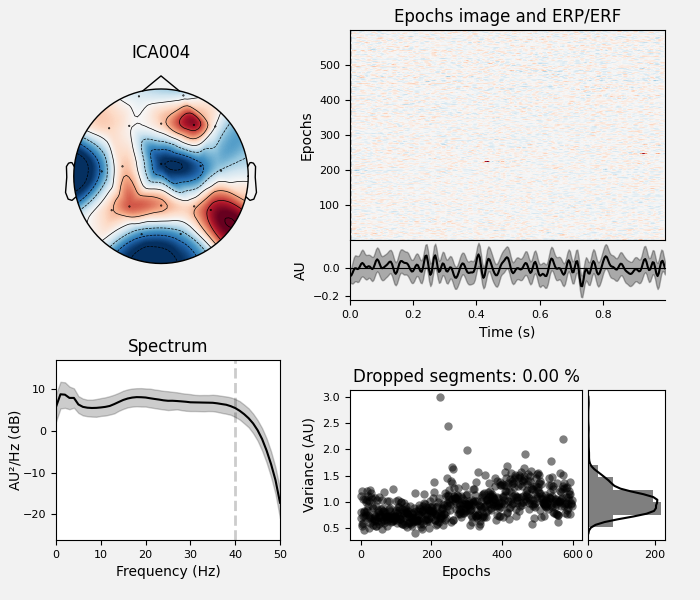 ICA004
Epochs image and ERP/ERF
Epochs
500
400
300
200
100
AU
0.0
−0.2
0.0 0.2 0.4 0.6 0.8
Time (s)
Spectrum
AU²/Hz (dB)
10
0
−10
−20
0 10 20 30 40 50
Frequency (Hz)
Dropped segments: 0.00 %
Variance (AU)
3.0
2.5
2.0
1.5
1.0
0.5
0 200 400 600
Epochs
0 200